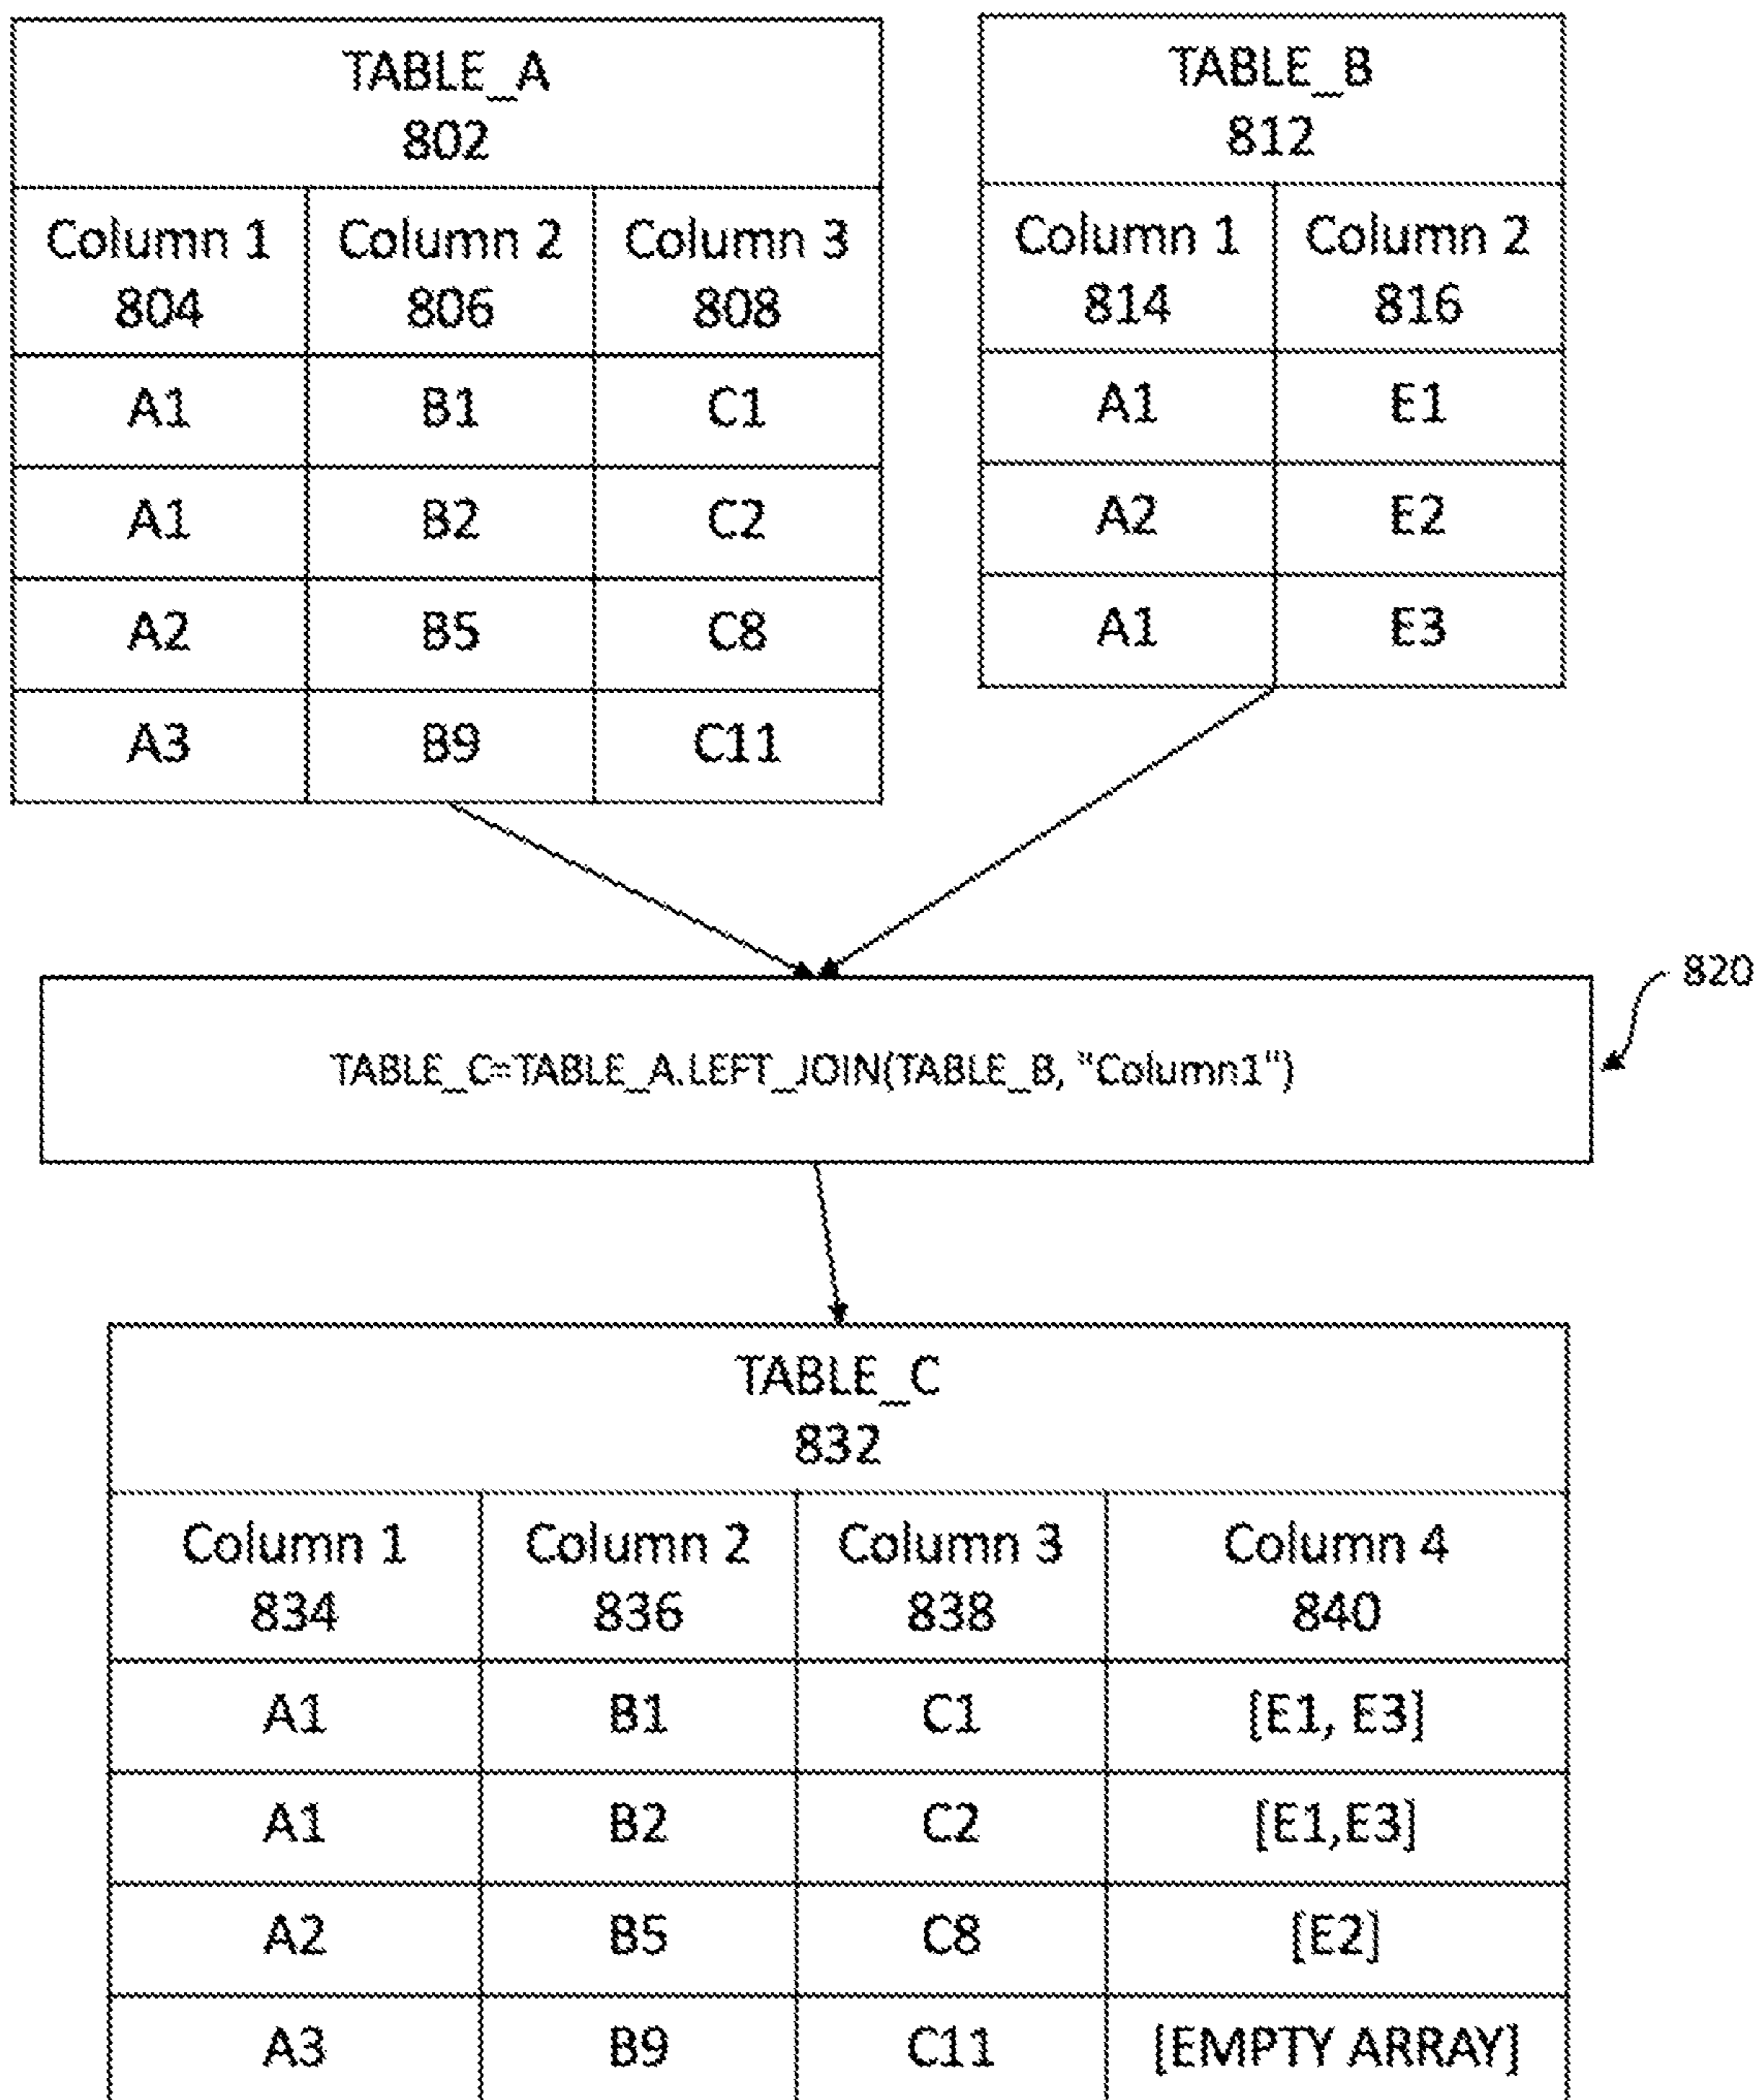 TABLE_A
802
Column 1 Column 2 Column 3
804 806 808
A1 B1 C1
A1 B2 C2
A2 B5 C8
A3 B9 C11
TABLE_B
812
Column 1 Column 2
814 816
A1 E1
A2 E2
A1 E3
820
TABLE_C=TABLE_A.LEFT_JOIN(TABLE_B, "Column1")
TABLE_C
832
Column 1 Column 2 Column 3 Column 4
834 836 838 840
A1 B1 C1 [E1, E3]
A1 B2 C2 [E1,E3]
A2 B5 C8 [E2]
A3 B9 C11 [EMPTY ARRAY]